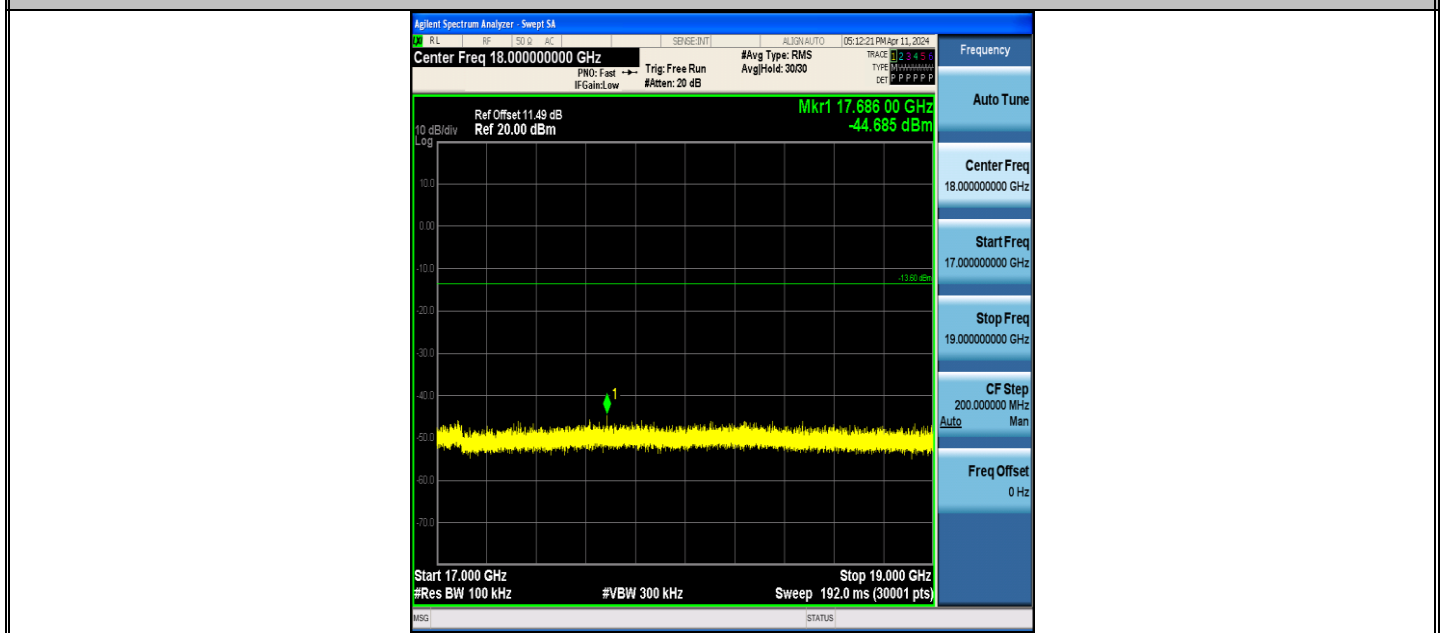 Agilent Spectrum Analyzer - Swept SA
RL RF 50 Ω AC SENSE:INT ALIGN AUTO 05:12:21 PM Apr 11, 2024
Center Freq 18.000000000 GHz
PNO: Fast
IFGain:Low
Trig: Free Run
#Atten: 20 dB
#Avg Type: RMS
Avg|Hold: 30/30
TRACE 1 2 3 4 5 6
TYPE M
DET P P P P P P
Mkr1 17.686 00 GHz
-44.685 dBm
Ref Offset 11.49 dB
10 dB/div Ref 20.00 dBm
Log
10.0
0.00
-10.0
-13.60 dBm
-20.0
-30.0
-40.0
1
-50.0
-60.0
-70.0
Start 17.000 GHz Stop 19.000 GHz
#Res BW 100 kHz #VBW 300 kHz Sweep 192.0 ms (30001 pts)
MSG STATUS
Frequency
Auto Tune
Center Freq
18.000000000 GHz
Start Freq
17.000000000 GHz
Stop Freq
19.000000000 GHz
CF Step
200.000000 MHz
Auto Man
Freq Offset
0 Hz